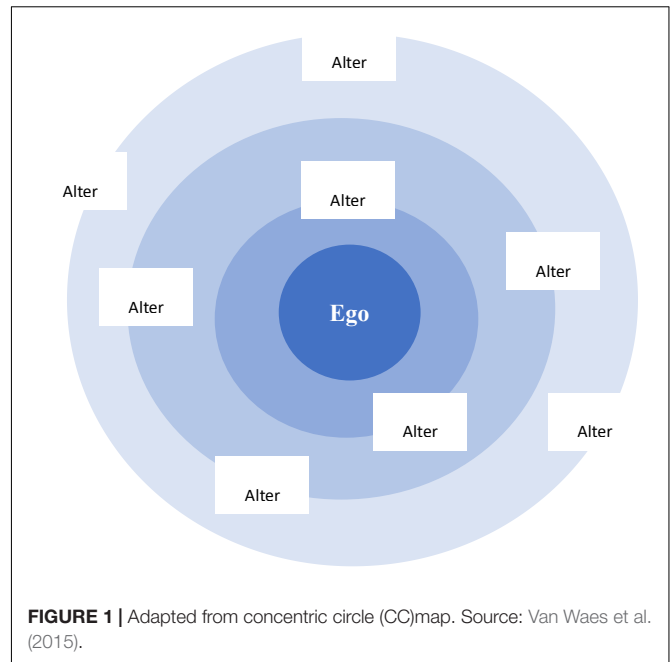 Alter
Alter
Alter
Alter
Alter
Ego
Alter
Alter
Alter
FIGURE 1 | Adapted from concentric circle (CC)map. Source: Van Waes et al.
(2015).